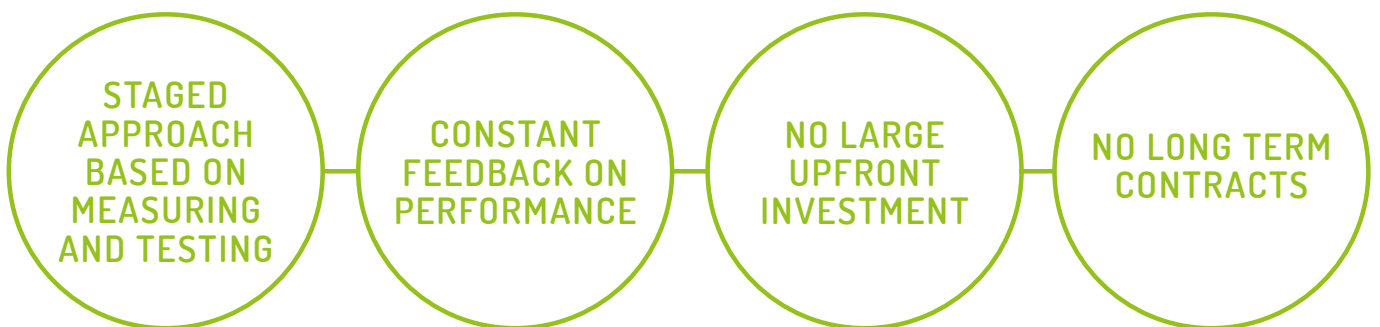 STAGED
APPROACH
BASED ON
MEASURING
AND TESTING
CONSTANT
FEEDBACK ON
PERFORMANCE
NO LARGE
UPFRONT
INVESTMENT
NO LONG TERM
CONTRACTS